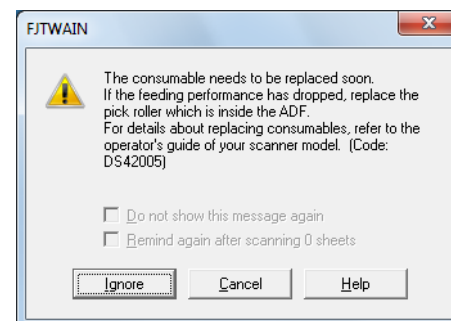 FJTWAIN
The consumable needs to be replaced soon.
If the feeding performance has dropped, replace the
pick roller which is inside the ADF.
For details about replacing consumables, refer to the
operator's guide of your scanner model. (Code:
DS42005)
Do not show this message again
Remind again after scanning 0 sheets
Ignore Cancel Help